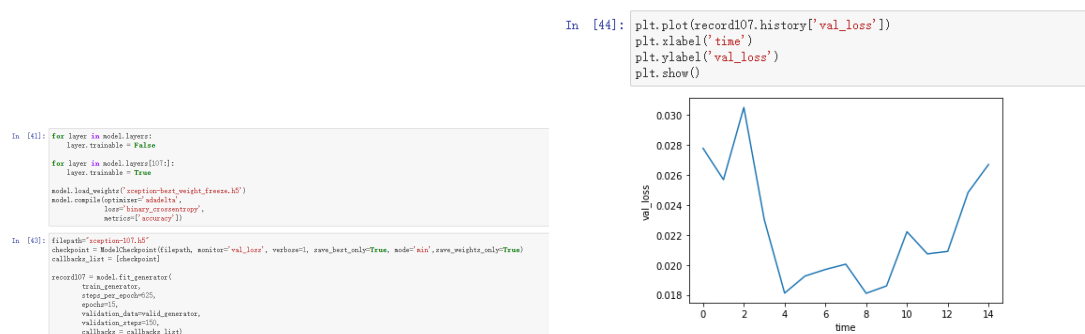 In [41]: for layer in model.layers:
layer.trainable = False
for layer in model.layers[107:]:
layer.trainable = True
model.load_weights('xception-best_weight_freeze.h5')
model.compile(optimizer='adadelta',
loss='binary_crossentropy',
metrics=['accuracy'])
In [43]: filepath="xception-107.h5"
checkpoint = ModelCheckpoint(filepath, monitor='val_loss', verbose=1, save_best_only=True, mode='min',save_weights_only=True)
callbacks_list = [checkpoint]
record107 = model.fit_generator(
train_generator,
steps_per_epoch=625,
epochs=15,
validation_data=valid_generator,
validation_steps=150,
callbacks = callbacks_list)
In [44]: plt.plot(record107.history['val_loss'])
plt.xlabel('time')
plt.ylabel('val_loss')
plt.show()
0.030
0.028
0.026
0.024
0.022
0.020
0.018
val_loss
0 2 4 6 8 10 12 14
time